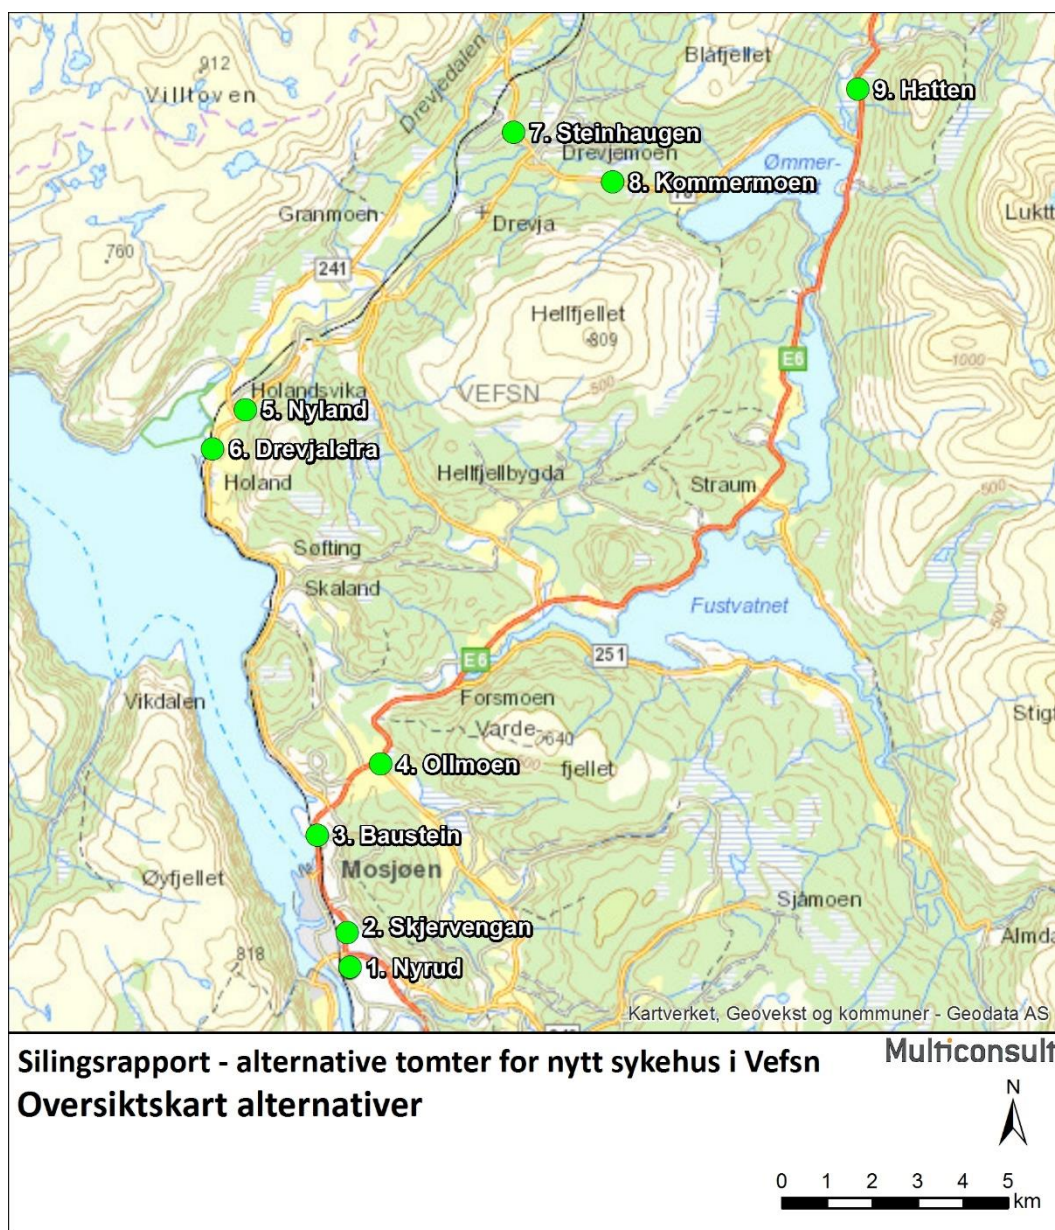 912
Villtoven
Drevjedalen
Blåfjellet
9. Hatten
7. Steinhaugen
Drevjemoen
8. Kommermoen
Ømmer-
Granmoen
Drevja
Luktt
760
241
Hellfjellet
809
E6
1000
500
VEFSN
Holandsvika
5. Nyland
6. Drevjaleira
Holand
Hellfjellbygda
Straum
500
Søfting
Skaland
Fustvatnet
500
E6
251
Vikdalen
Forsmoen
Varde-
640
fjellet
Stigf
4. Ollmoen
500
3. Baustein
Mosjøen
Øyfjellet
Sjåmoen
2. Skjervengan
Almda
818
1. Nyrud
Kartverket, Geovekst og kommuner - Geodata AS
Silingsrapport - alternative tomter for nytt sykehus i Vefsn
Multiconsult
Oversiktskart alternativer
N
0 1 2 3 4 5
km